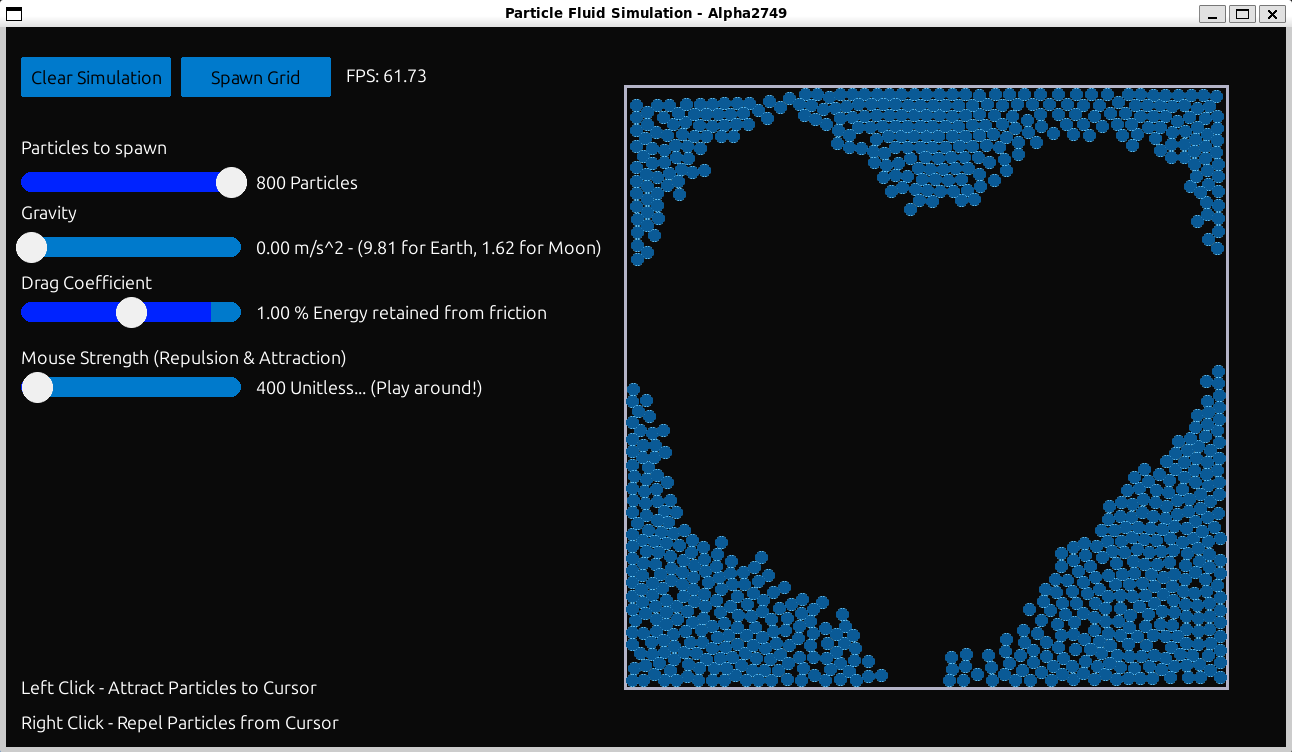 Particle Fluid Simulation - Alpha2749
Clear Simulation
Spawn Grid
FPS: 61.73
Particles to spawn
800 Particles
Gravity
0.00 m/s^2 - (9.81 for Earth, 1.62 for Moon)
Drag Coefficient
1.00 % Energy retained from friction
Mouse Strength (Repulsion & Attraction)
400 Unitless... (Play around!)
Left Click - Attract Particles to Cursor
Right Click - Repel Particles from Cursor